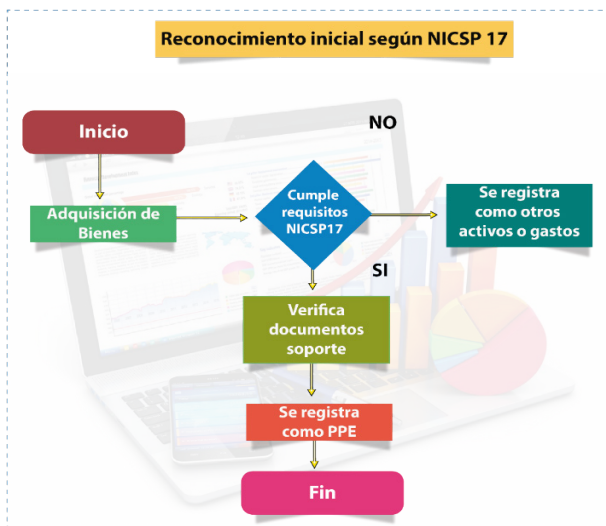 Reconocimiento inicial según NICSP 17
Inicio
NO
Adquisición de
Bienes
Cumple
requisitos
NICSP17
Se registra
como otros
activos o gastos
SI
Verifica
documentos
soporte
Se registra
como PPE
Fin